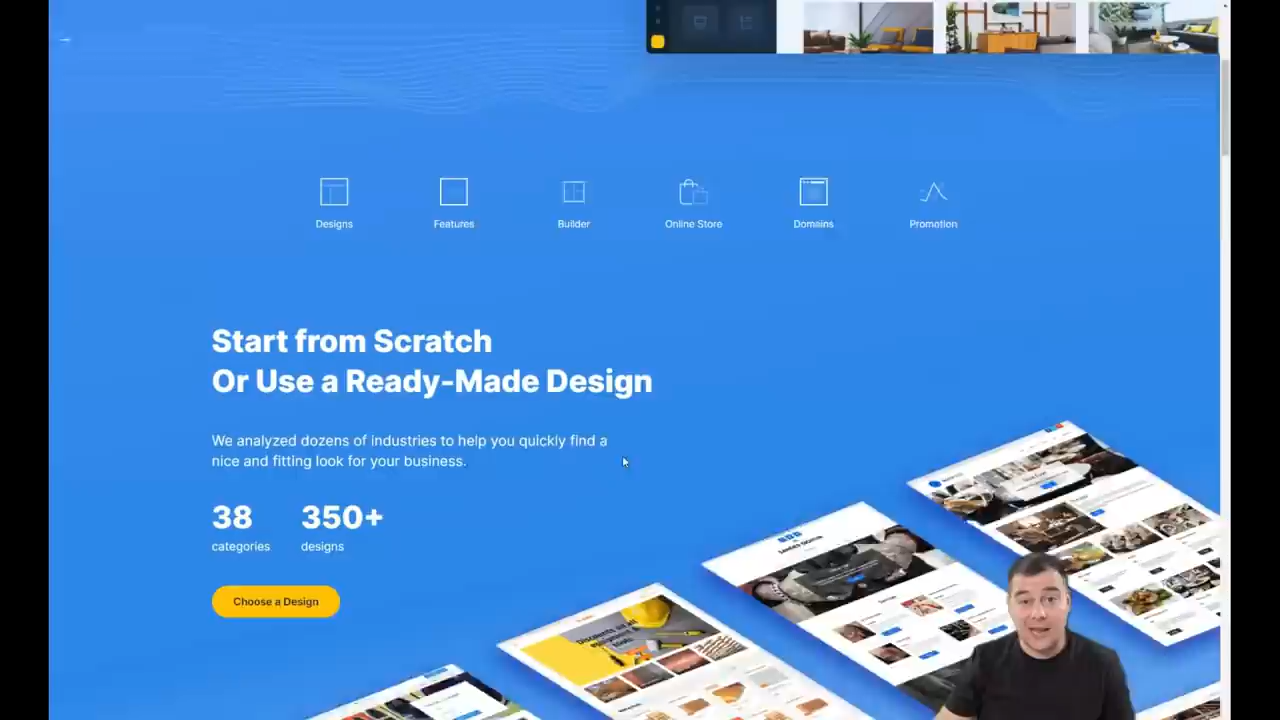 Designs
Features
Builder
Online Store
Domains
Promotion
Start from Scratch
Or Use a Ready-Made Design
We analyzed dozens of industries to help you quickly find a
nice and fitting look for your business.
38
350+
categories
designs
Choose a Design